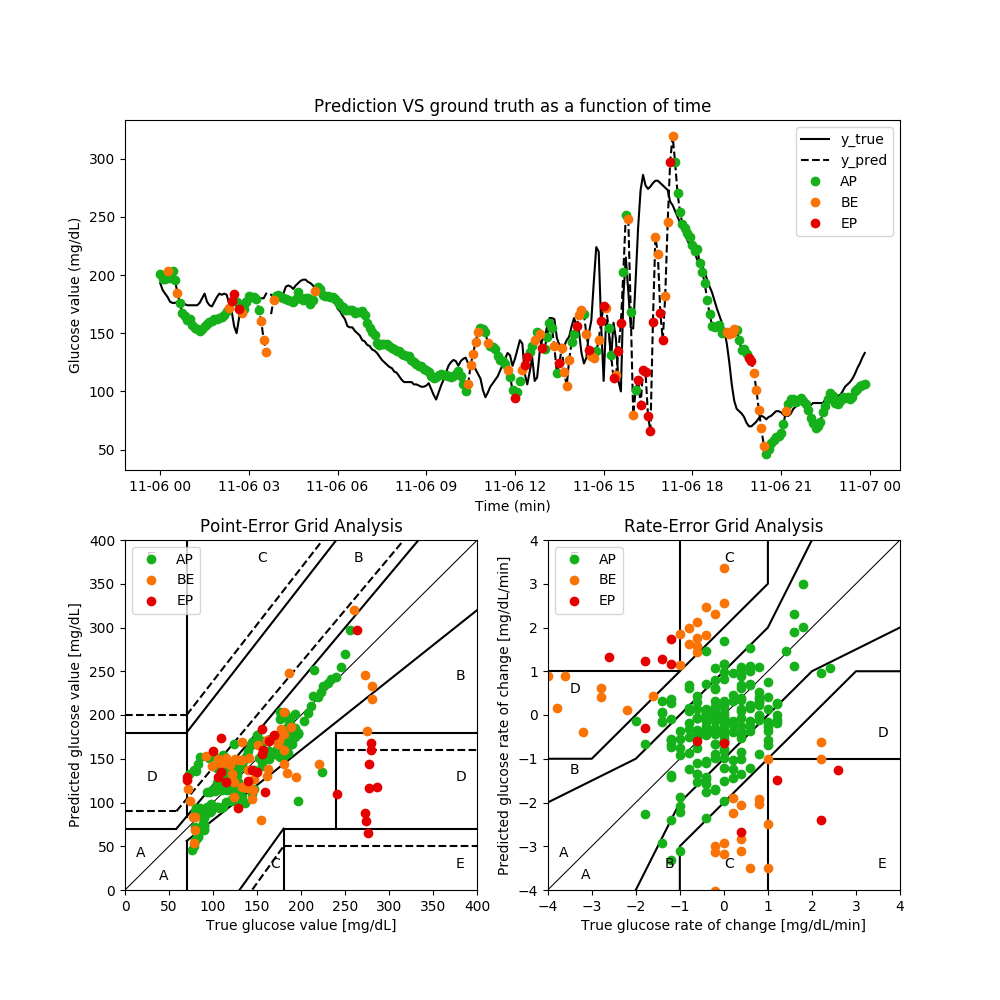 Prediction VS ground truth as a function of time
Glucose value (mg/dL)
300
250
200
150
100
50
y_true
y_pred
AP
BE
EP
11-06 00 11-06 03 11-06 06 11-06 09 11-06 12 11-06 15 11-06 18 11-06 21 11-07 00
Time (min)
Point-Error Grid Analysis
Predicted glucose value [mg/dL]
400
350
300
250
200
150
100
50
0
AP
BE
EP
C
B
B
D
D
A
A
C
E
0 50 100 150 200 250 300 350 400
True glucose value [mg/dL]
Rate-Error Grid Analysis
Predicted glucose rate of change [mg/dL/min]
4
3
2
1
0
−1
−2
−3
−4
AP
BE
EP
C
D
D
B
A
A
B
C
E
−4 −3 −2 −1 0 1 2 3 4
True glucose rate of change [mg/dL/min]